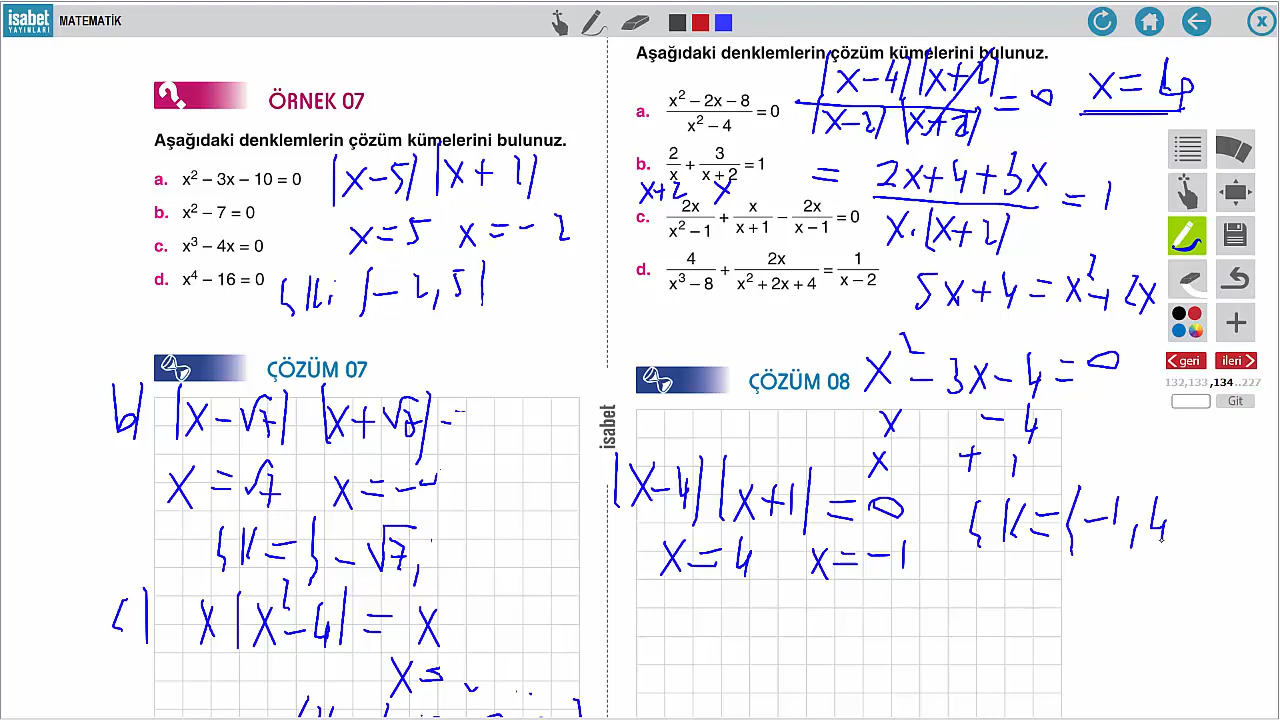 isabet
YAYINLARI
MATEMATİK
ÖRNEK 07
Aşağıdaki denklemlerin çözüm kümelerini bulunuz.
a. x² − 3x − 10 = 0 (x−5) (x+2)
b. x² − 7 = 0 x=5 x=−2
c. x³ − 4x = 0
d. x⁴ − 16 = 0 ÇK: {−2,5}
ÇÖZÜM 07
b) (x−√7) (x+√7) =
x = √7 x=−
ÇK= { −√7,
c) x(x²−4) = x
x=
isabet
Aşağıdaki denklemlerin çözüm kümelerini bulunuz.
a. (x² − 2x − 8)/(x² − 4) = 0 (x−4)(x+2)/(x−2)(x+2) = 0 x=4
b. 2/x + 3/(x + 2) = 1 = (2x+4+3x)/(x.(x+2)) = 1
x+2 x
c. 2x/(x² − 1) + x/(x + 1) − 2x/(x − 1) = 0
d. 4/(x³ − 8) + 2x/(x² + 2x + 4) = 1/(x − 2) 5x+4=x²+2x
ÇÖZÜM 08
x²−3x−4=0
x −4
x +1
(x−4)(x+1)=0 ÇK={−1,4
x=4 x=−1
geri ileri
132,133,134..227
Git